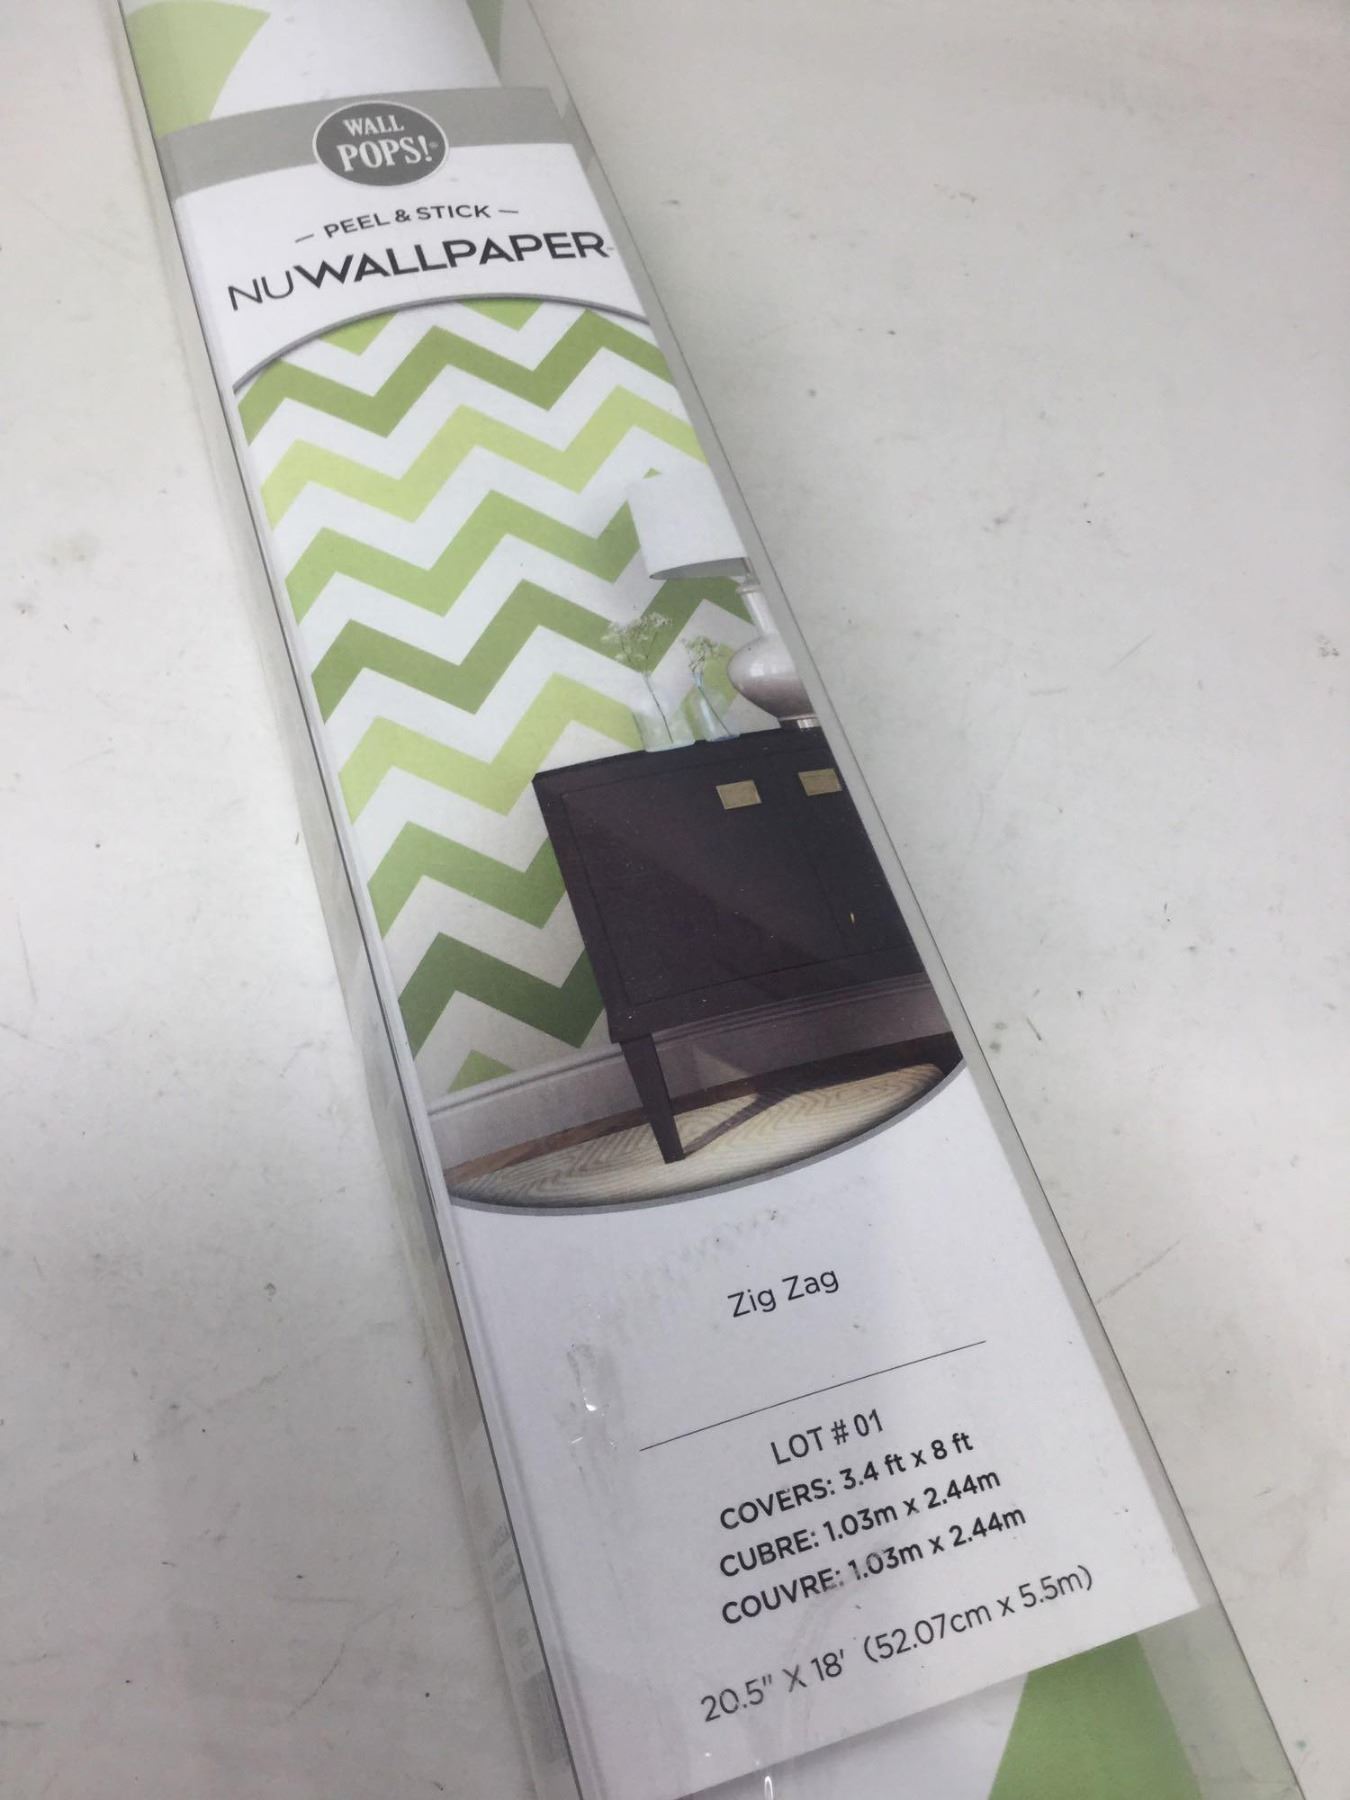 WALL
POPS!
— PEEL & STICK —
NUWALLPAPER
Zig Zag
LOT # 01
COVERS: 3.4 ft x 8 ft
CUBRE: 1.03m x 2.44m
COUVRE: 1.03m x 2.44m
20.5" X 18' (52.07cm x 5.5m)